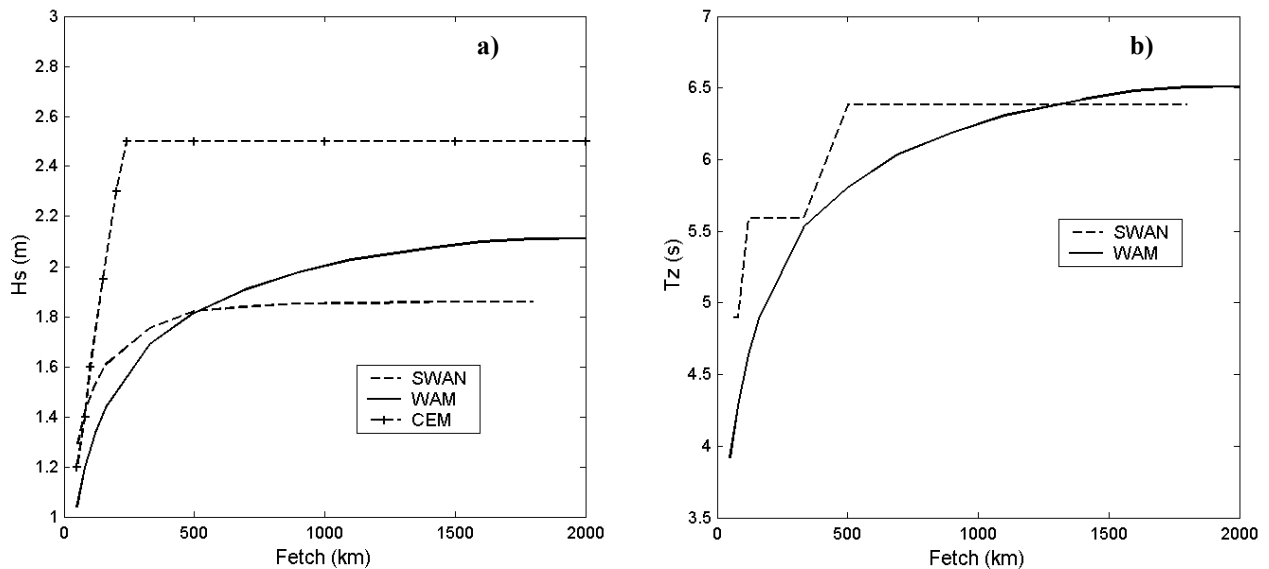 a)
3
2.8
2.6
2.4
2.2
2
1.8
1.6
1.4
1.2
1
Hs (m)
SWAN
WAM
CEM
0 500 1000 1500 2000
Fetch (km)
b)
7
6.5
6
5.5
5
4.5
4
3.5
Tz (s)
SWAN
WAM
0 500 1000 1500 2000
Fetch (km)